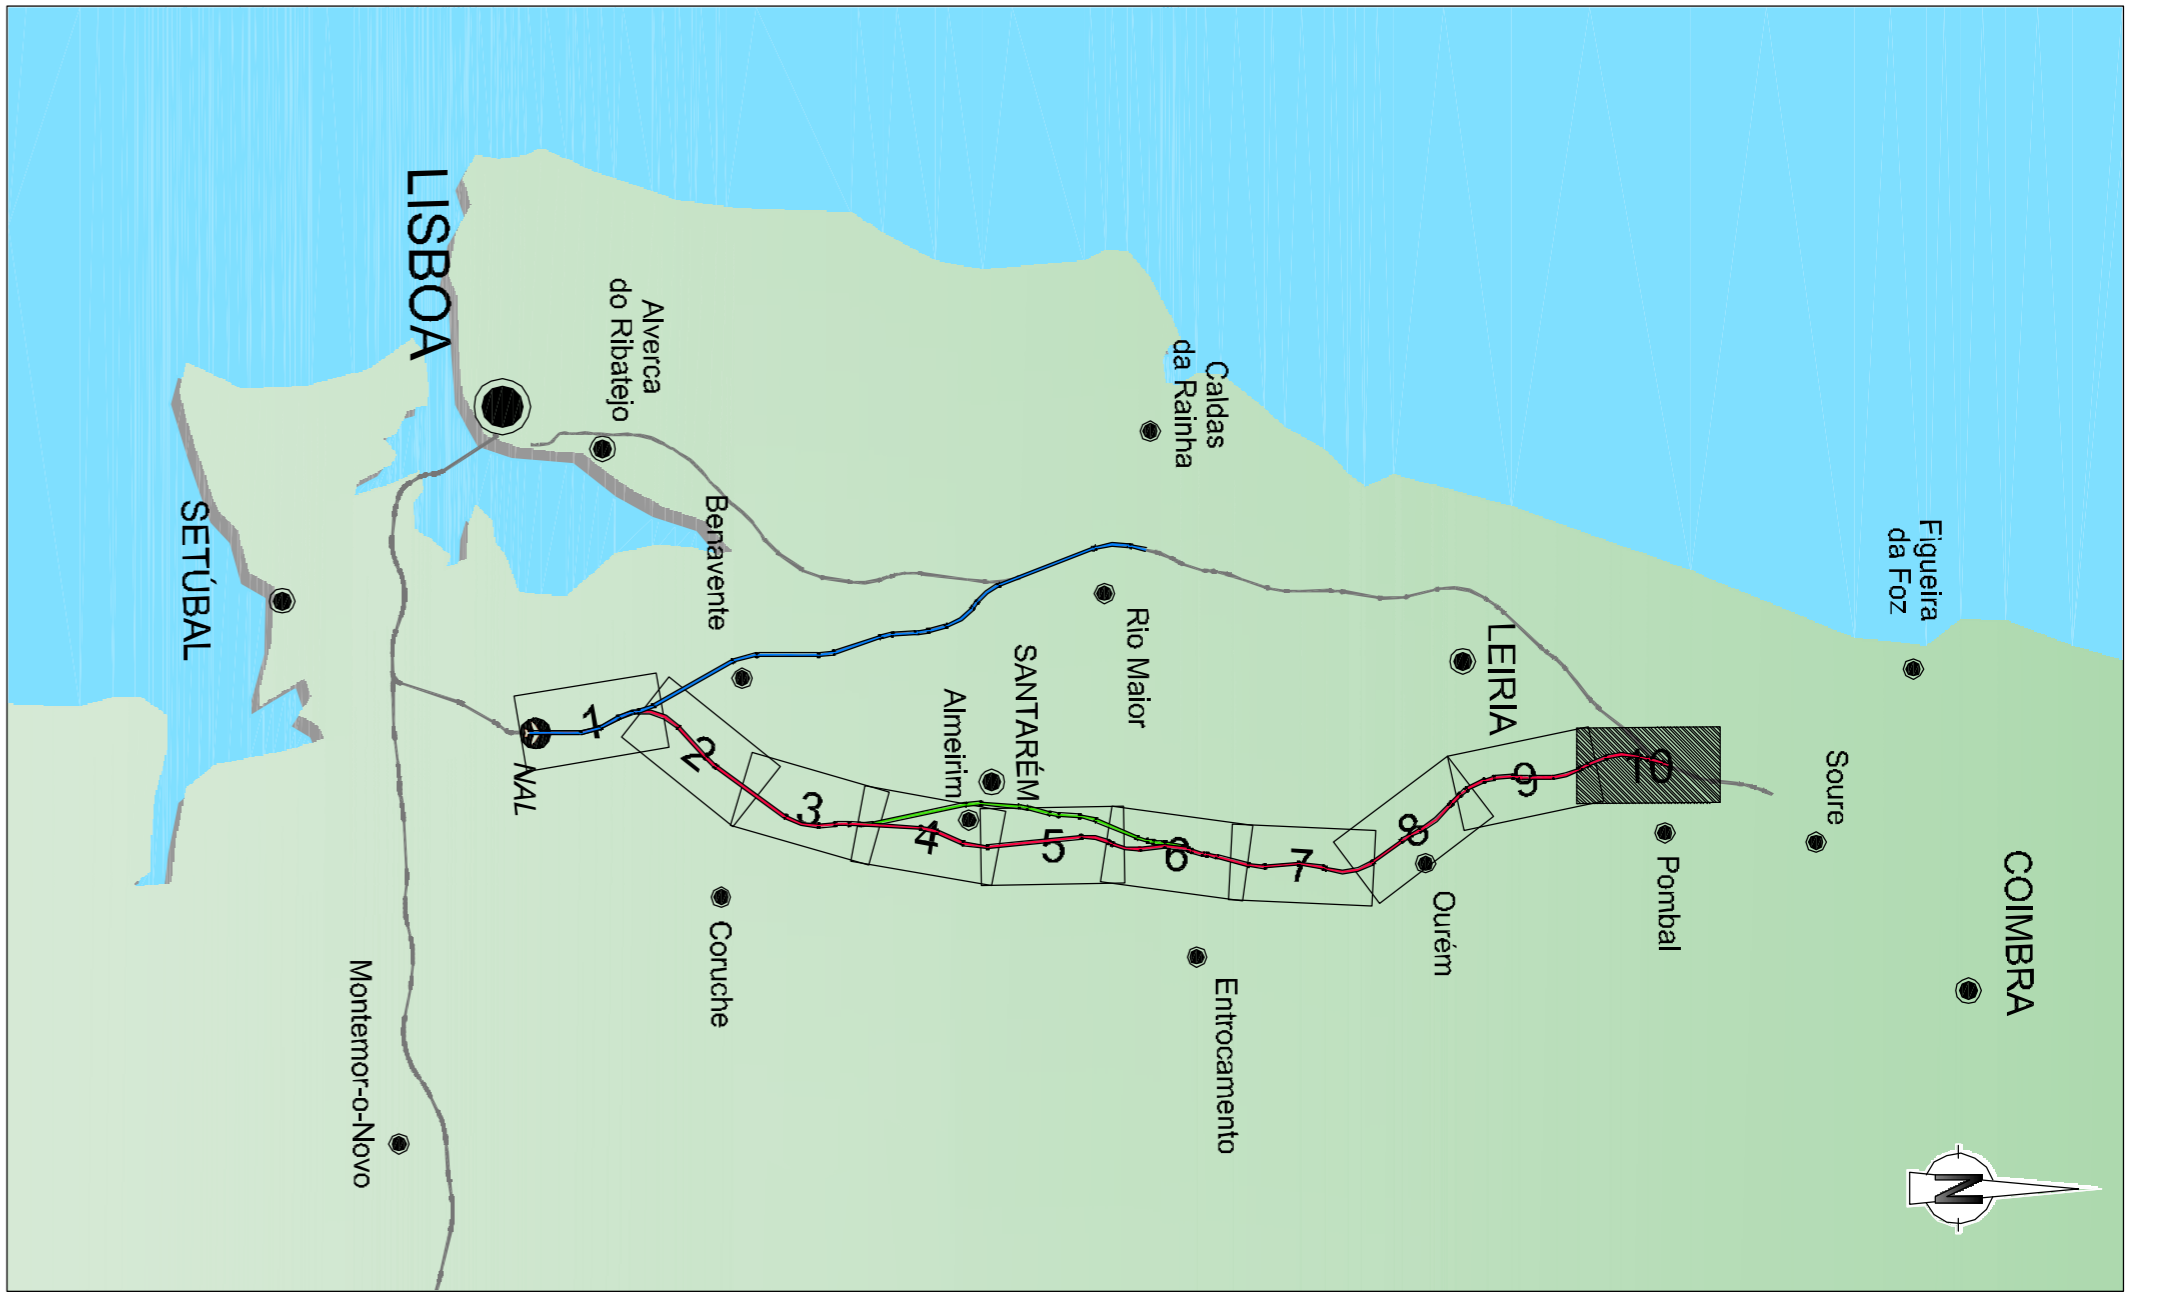 COIMBRA
Figueira
da Foz
Soure
Pombal
10
LEIRIA
9
Ourém
8
Caldas
da Rainha
7
Entrocamento
Rio Maior
6
SANTARÉM
5
Almeirim
4
3
Benavente
Coruche
2
Alverca
do Ribatejo
1
NAL
LISBOA
Montemor-o-Novo
SETÚBAL
N